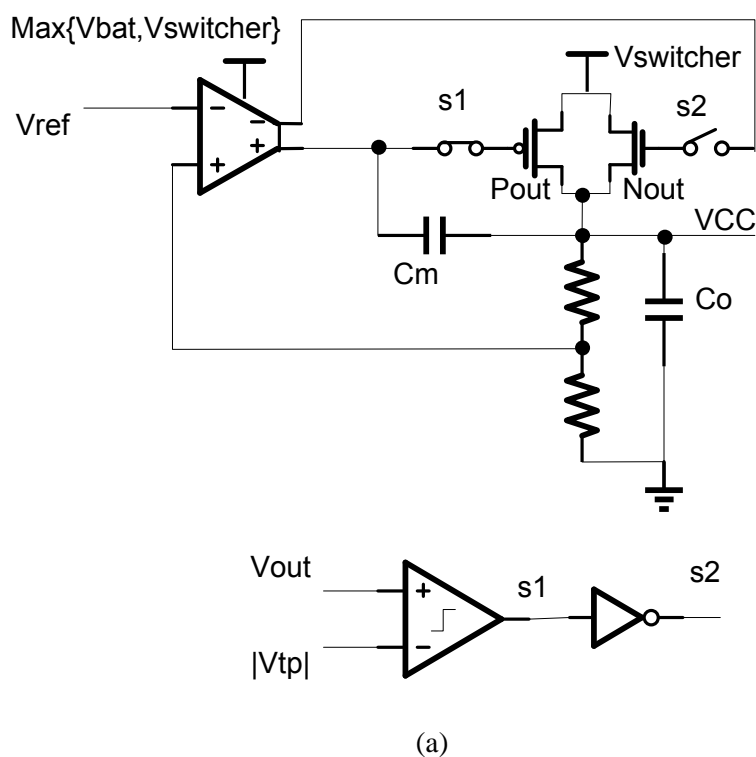 Max{Vbat,Vswitcher}
Vswitcher
s1
s2
Vref
Pout
Nout
VCC
Cm
Co
Vout
s1
s2
|Vtp|
(a)